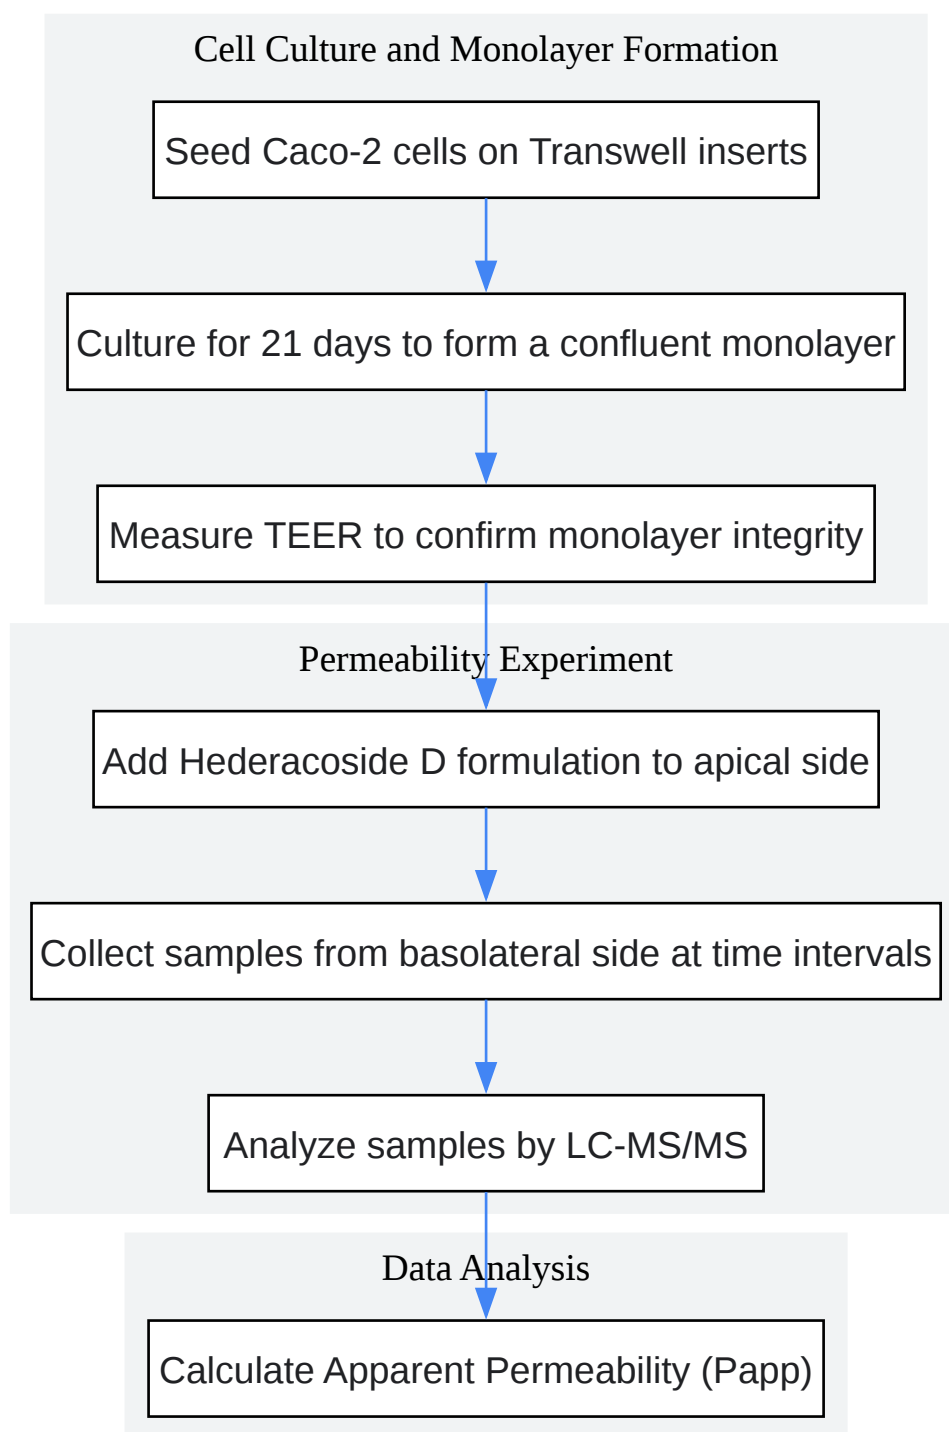 Cell Culture and Monolayer Formation
Seed Caco-2 cells on Transwell inserts
Culture for 21 days to form a confluent monolayer
Measure TEER to confirm monolayer integrity
Permeability Experiment
Add Hederacoside D formulation to apical side
Collect samples from basolateral side at time intervals
Analyze samples by LC-MS/MS
Data Analysis
Calculate Apparent Permeability (Papp)